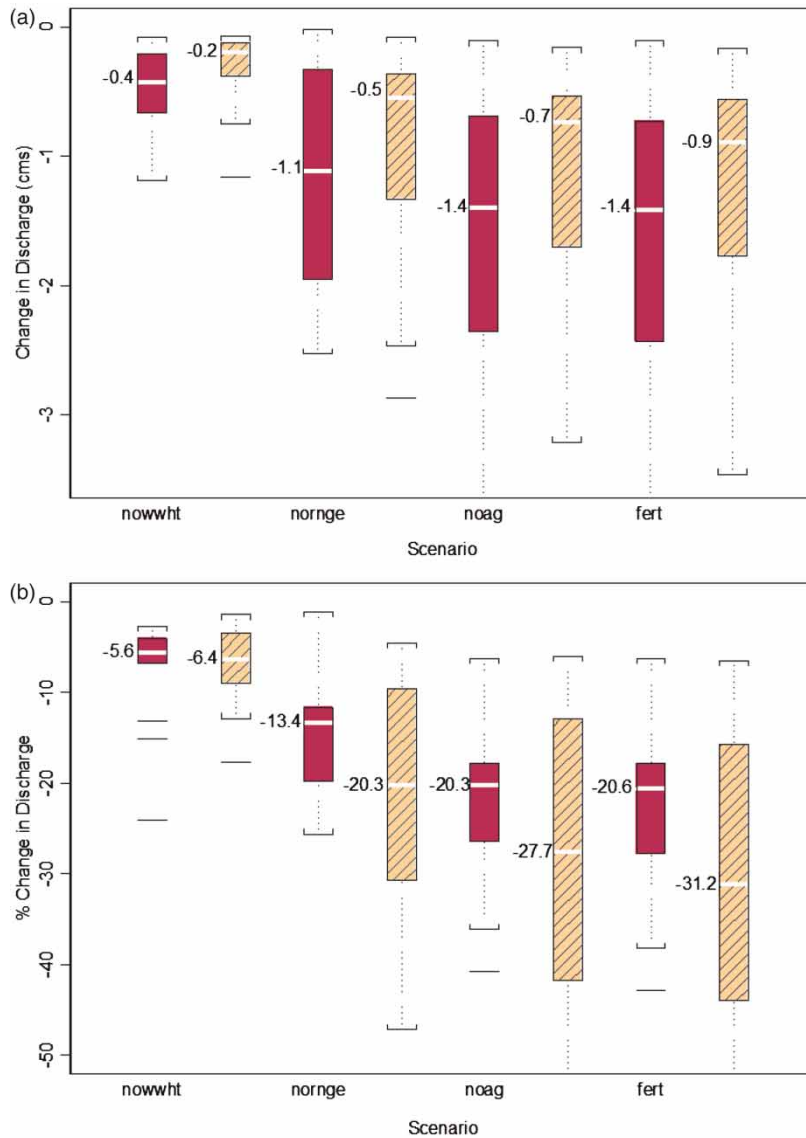 (a)
Change in Discharge (cms)
0
-1
-2
-3
-0.4
-0.2
-1.1
-0.5
-1.4
-0.7
-1.4
-0.9
nowwht
nornge
noag
fert
Scenario
(b)
% Change in Discharge
0
-10
-20
-30
-40
-50
-5.6
-6.4
-13.4
-20.3
-20.3
-27.7
-20.6
-31.2
nowwht
nornge
noag
fert
Scenario